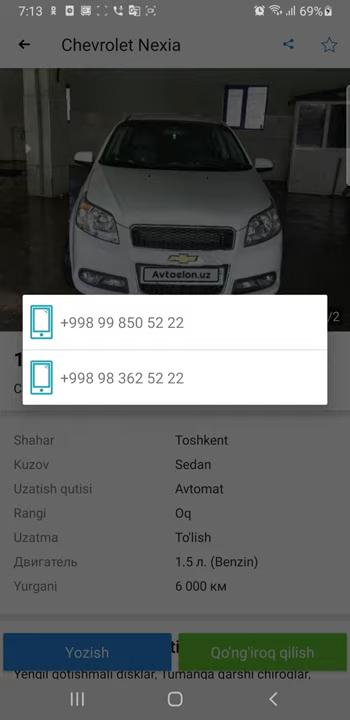 7:13
69%
Chevrolet Nexia
Avtoelon.uz
/2
+998 99 850 52 22
+998 98 362 52 22
Shahar Toshkent
Kuzov Sedan
Uzatish qutisi Avtomat
Rangi Oq
Uzatma To'lish
Двигатель 1.5 л. (Benzin)
Yurgani 6 000 км
Yozish
Qo'ng'iroq qilish
Yengil qotishmali disklar, Tumanga qarshi chiroqlar,